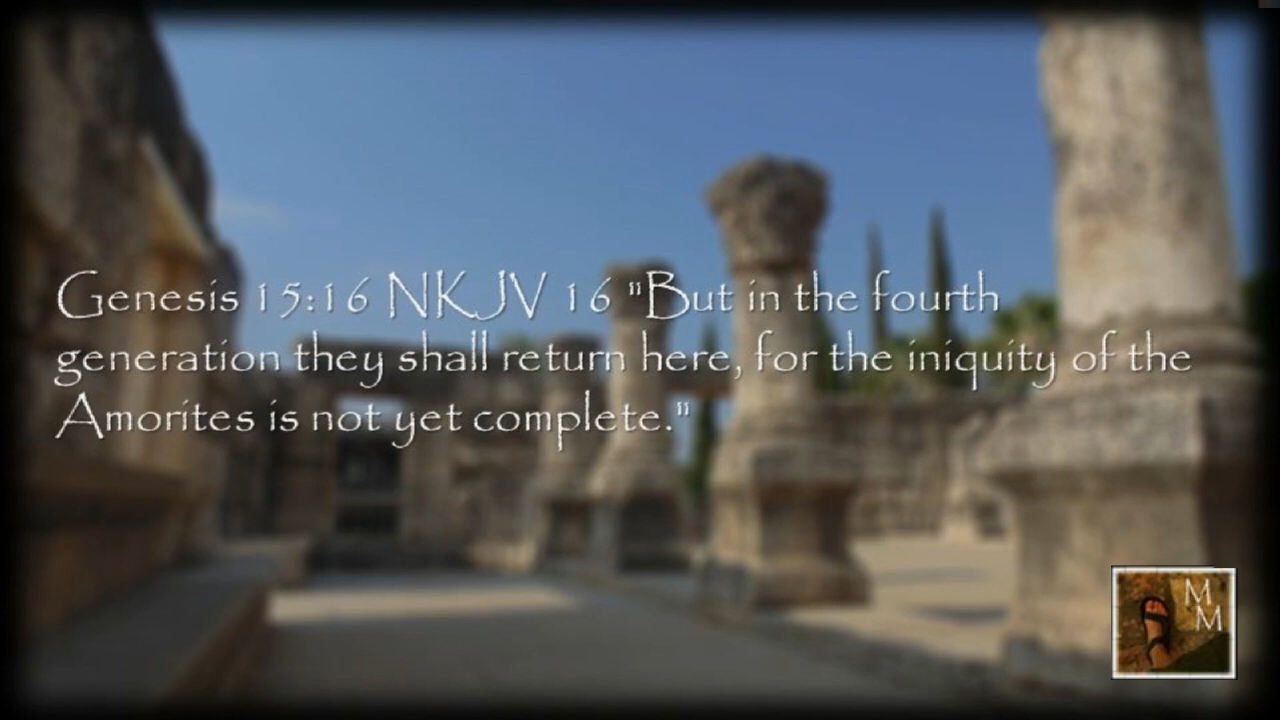 Genesis 15:16 NKJV 16 "But in the fourth
generation they shall return here, for the iniquity of the
Amorites is not yet complete."
M
M